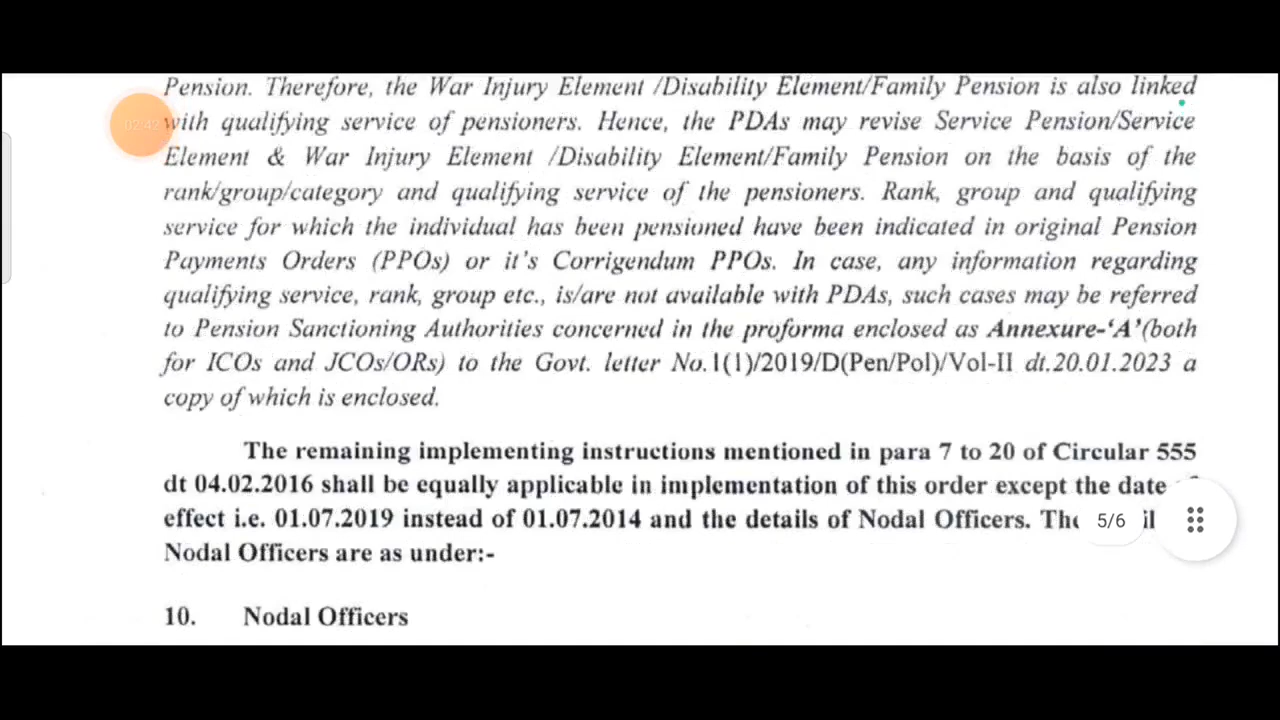 Pension. Therefore, the War Injury Element /Disability Element/Family Pension is also linked
with qualifying service of pensioners. Hence, the PDAs may revise Service Pension/Service
Element & War Injury Element /Disability Element/Family Pension on the basis of the
rank/group/category and qualifying service of the pensioners. Rank, group and qualifying
service for which the individual has been pensioned have been indicated in original Pension
Payments Orders (PPOs) or it's Corrigendum PPOs. In case, any information regarding
qualifying service, rank, group etc., is/are not available with PDAs, such cases may be referred
to Pension Sanctioning Authorities concerned in the proforma enclosed as Annexure-‘A’(both
for ICOs and JCOs/ORs) to the Govt. letter No.1(1)/2019/D(Pen/Pol)/Vol-II dt.20.01.2023 a
copy of which is enclosed.
The remaining implementing instructions mentioned in para 7 to 20 of Circular 555
dt 04.02.2016 shall be equally applicable in implementation of this order except the date
effect i.e. 01.07.2019 instead of 01.07.2014 and the details of Nodal Officers.
5/6
Nodal Officers are as under:-
10. Nodal Officers